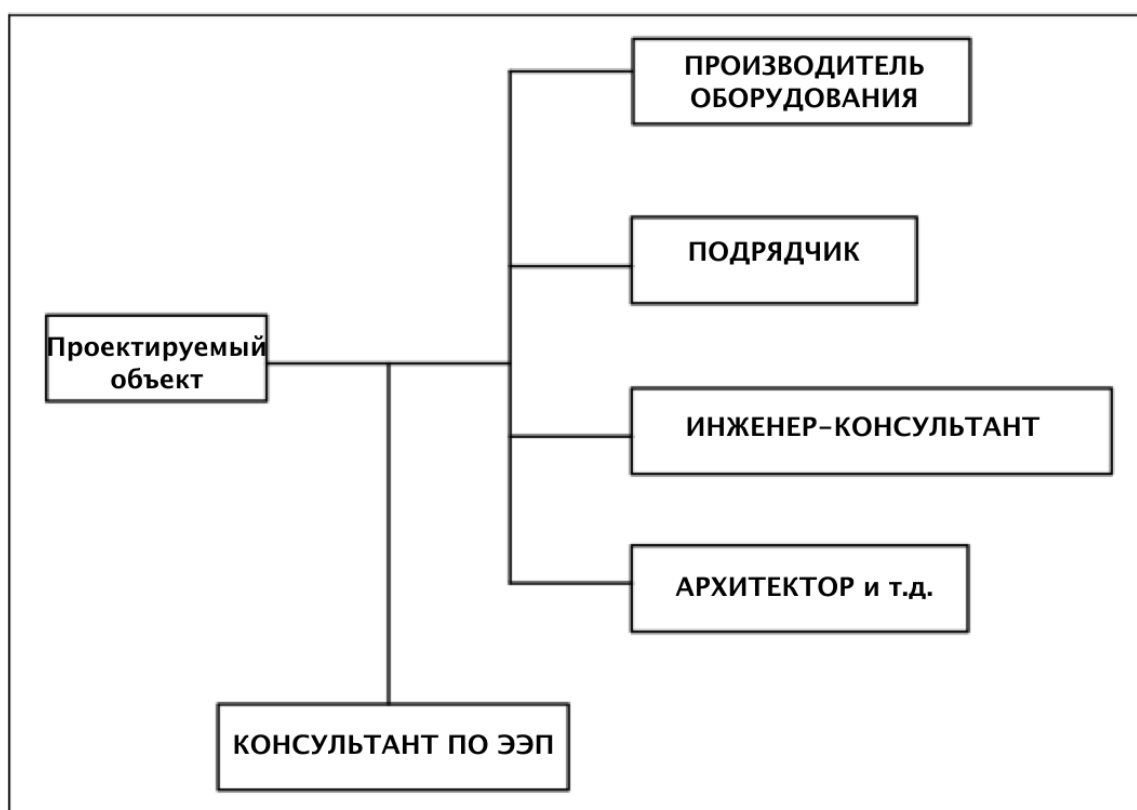 ПРОИЗВОДИТЕЛЬ
ОБОРУДОВАНИЯ
ПОДРЯДЧИК
Проектируемый
объект
ИНЖЕНЕР-КОНСУЛЬТАНТ
АРХИТЕКТОР и т.д.
КОНСУЛЬТАНТ ПО ЭЭП